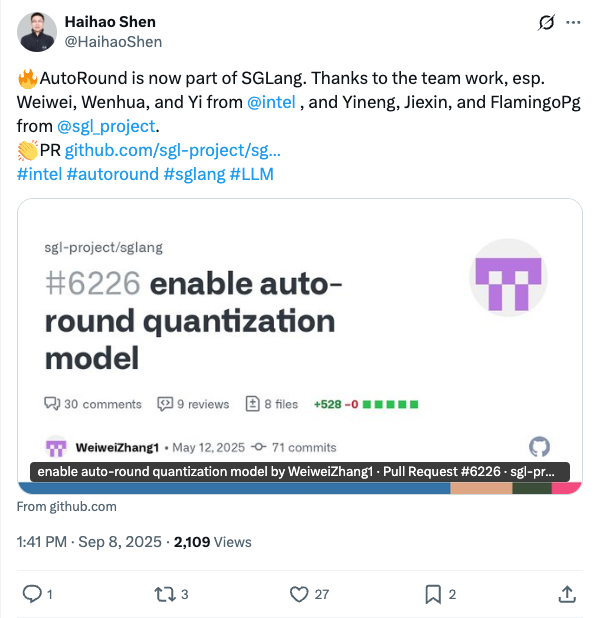 Haihao Shen
@HaihaoShen
🔥AutoRound is now part of SGLang. Thanks to the team work, esp.
Weiwei, Wenhua, and Yi from @intel , and Yineng, Jiexin, and FlamingoPg
from @sgl_project.
👏PR github.com/sgl-project/sg...
#intel #autoround #sglang #LLM
sgl-project/sglang
#6226 enable auto-
round quantization
model
30 comments 9 reviews 8 files +528 −0
WeiweiZhang1 • May 12, 2025 71 commits
enable auto-round quantization model by WeiweiZhang1 · Pull Request #6226 · sgl-pr...
From github.com
1:41 PM · Sep 8, 2025 · 2,109 Views
1 3 27 2